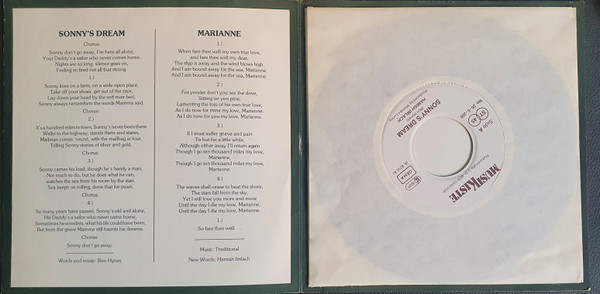 SONNY'S DREAM
Chorus:
Sonny don't go away, I'm here all alone,
Your Daddy's a sailor who never comes home,
Nights are so long, silence goes on,
Feeling so tired not all that strong.
1.)
Sonny lives on a farm, on a wide open place,
Take off your shoes, get out of the race,
Lay down your head by the soft river bed,
Sonny always remembers the words Mamma said.
Chorus:
2.)
It's a hundred miles to town, Sonny's never been there
Walks to the highway, stands there and stares,
Mailman comes 'round, with the mailbag at four,
Telling Sonny stories of silver and gold.
Chorus:
3.)
Sonny carries his load, though he's barely a man,
Not much to do, but he does what he can,
watches the sea from his room by the stair,
Sea keeps on rolling, done that for years.
Chorus:
4.)
So many years have passed, Sonny's old and alone,
His Daddy's a sailor who never came home,
Sometimes he wonders, what his life could have been,
But from the grave Mamma still haunts his dreams.
Chorus:
Sonny don't go away.
Words and music: Ron Hynes
MARIANNE
1.)
When fare thee well my own true love,
and fare thee well my dear.
The ship is away and the wind blows high,
And I am bound away for the sea, Marianne,
And I am bound away for the sea, Marianne.
2.)
For yonder don't you see the dove,
Sitting on yon pine,
Lamenting the loss of his own true love,
As I do now for mine my love, Marianne,
As I do now for my love, Marianne.
3.)
If I must suffer grieve and pain
Tis but for a little while,
Although either away I'll return again
Though I go ten thousand miles my love,
Marianne,
Though I go ten thousand miles my love,
Marianne.
4.)
The waves shall cease to beat the shore,
The stars fall from the sky,
Yet I will love you more and more
Until the day I die my love, Marianne,
Until the day I die my love, Marianne.
1.)
So fare thee well. . .
Music: Traditional
New Words: Hannah Imlach
MUSIKISTE
SONNY'S DREAM
Side A
ST
45
GEMA